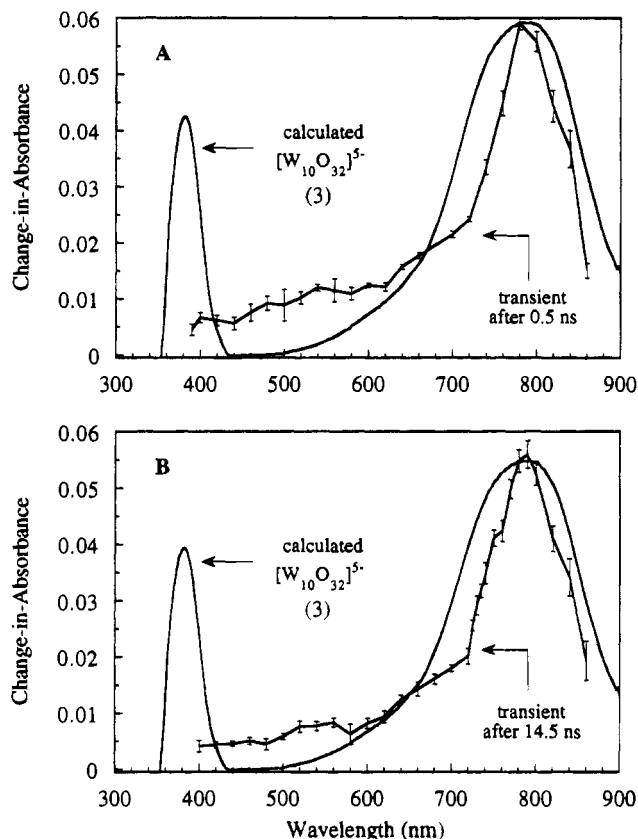 A
Change-in-Absorbance
0.06
0.05
0.04
0.03
0.02
0.01
0
calculated
[W10O32]5-
(3)
transient
after 0.5 ns
300 400 500 600 700 800 900
B
Change-in-Absorbance
0.06
0.05
0.04
0.03
0.02
0.01
0
calculated
[W10O32]5-
(3)
transient
after 14.5 ns
300 400 500 600 700 800 900
Wavelength (nm)